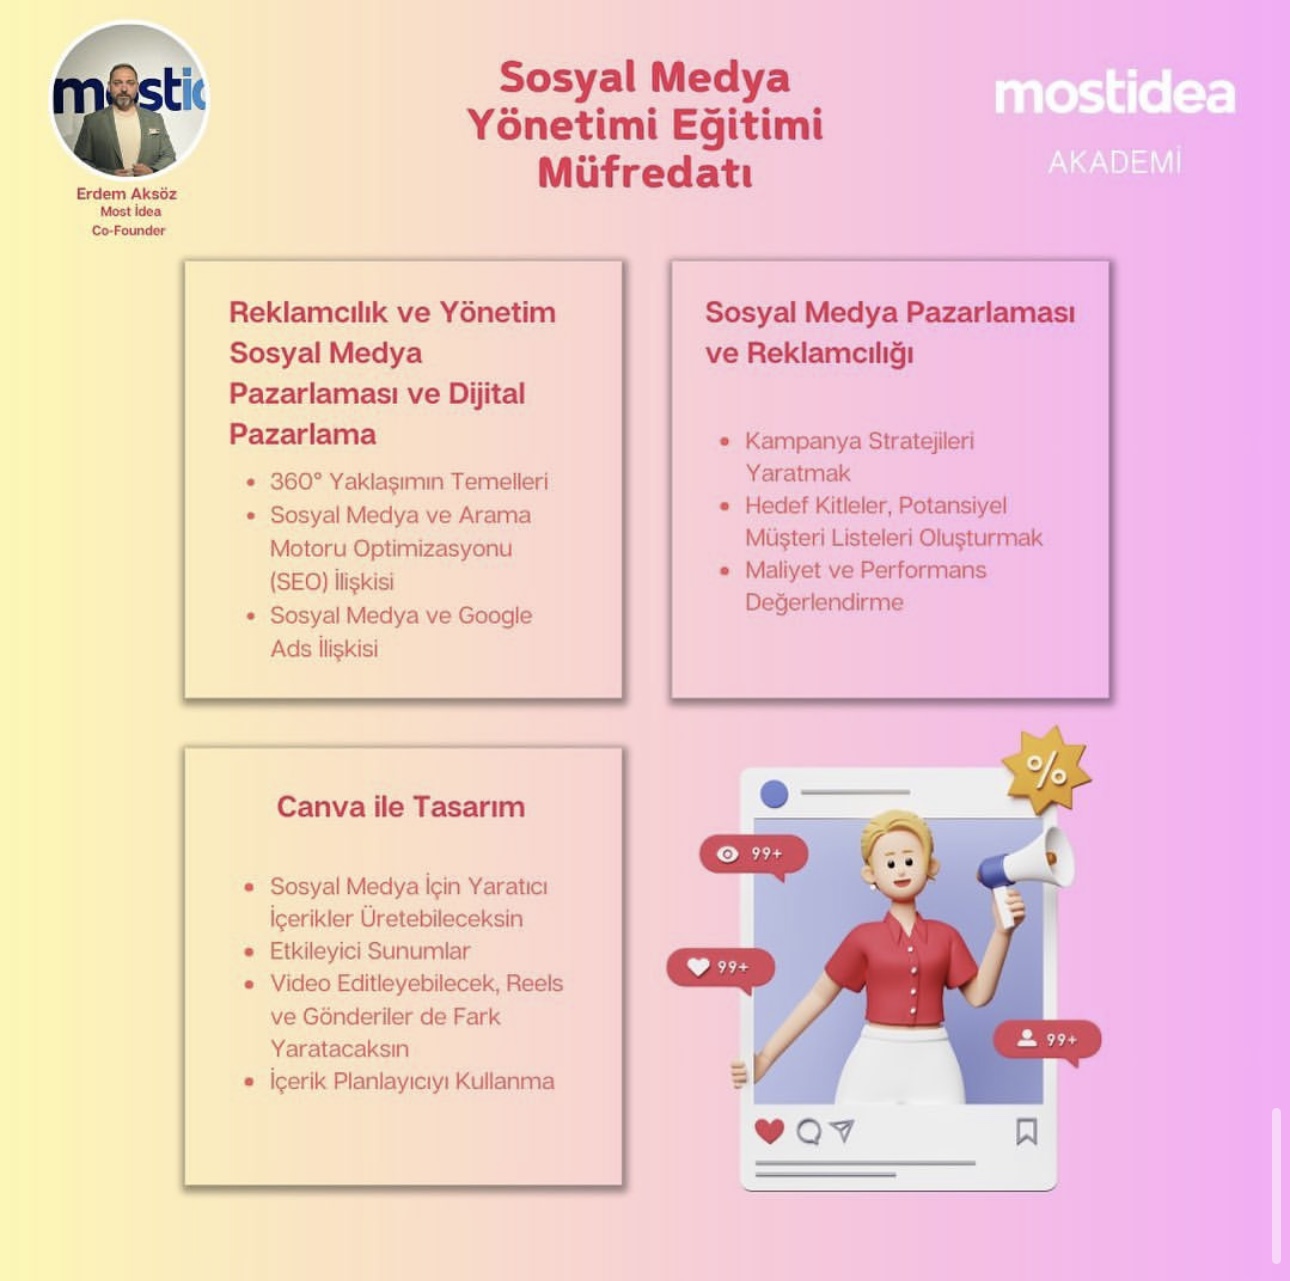 mostid
Erdem Aksöz
Most İdea
Co-Founder
Sosyal Medya
Yönetimi Eğitimi
Müfredatı
mostidea
AKADEMİ
Reklamcılık ve Yönetim
Sosyal Medya
Pazarlaması ve Dijital
Pazarlama
• 360° Yaklaşımın Temelleri
• Sosyal Medya ve Arama
Motoru Optimizasyonu
(SEO) İlişkisi
• Sosyal Medya ve Google
Ads İlişkisi
Sosyal Medya Pazarlaması
ve Reklamcılığı
• Kampanya Stratejileri
Yaratmak
• Hedef Kitleler, Potansiyel
Müşteri Listeleri Oluşturmak
• Maliyet ve Performans
Değerlendirme
Canva ile Tasarım
• Sosyal Medya İçin Yaratıcı
İçerikler Üretebileceksin
• Etkileyici Sunumlar
• Video Editleyebilecek, Reels
ve Gönderiler de Fark
Yaratacaksın
• İçerik Planlayıcıyı Kullanma
%
99+
99+
99+